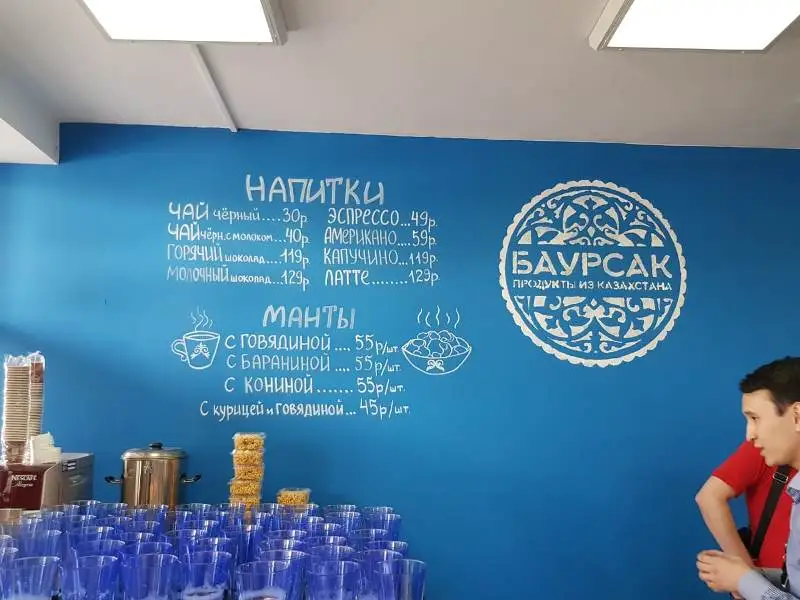 НАПИТКИ
ЧАЙ чёрный....30р.
ЧАЙ чёрн.с молоком...40р.
ГОРЯЧИЙ шоколад....119р.
МОЛОЧНЫЙ шоколад...129р.
ЭСПРЕССО...49р.
АМЕРИКАНО....59р.
КАПУЧИНО...119р.
ЛАТТЕ........129р.
МАНТЫ
С ГОВЯДИНОЙ.... 55р/шт.
С БАРАНИНОЙ .... 55р/шт.
С КОНИНОЙ....... 55р/шт.
С курицей и говядиной... 45р/шт.
БАУРСАК
ПРОДУКТЫ ИЗ КАЗАХСТАНА
NESCAFÉ
Alegria